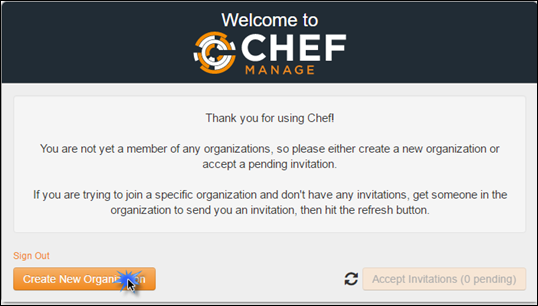 Welcome to
CHEF
MANAGE
Thank you for using Chef!
You are not yet a member of any organizations, so please either create a new organization or
accept a pending invitation.
If you are trying to join a specific organization and don't have any invitations, get someone in the
organization to send you an invitation, then hit the refresh button.
Sign Out
Create New Organization
Accept Invitations (0 pending)